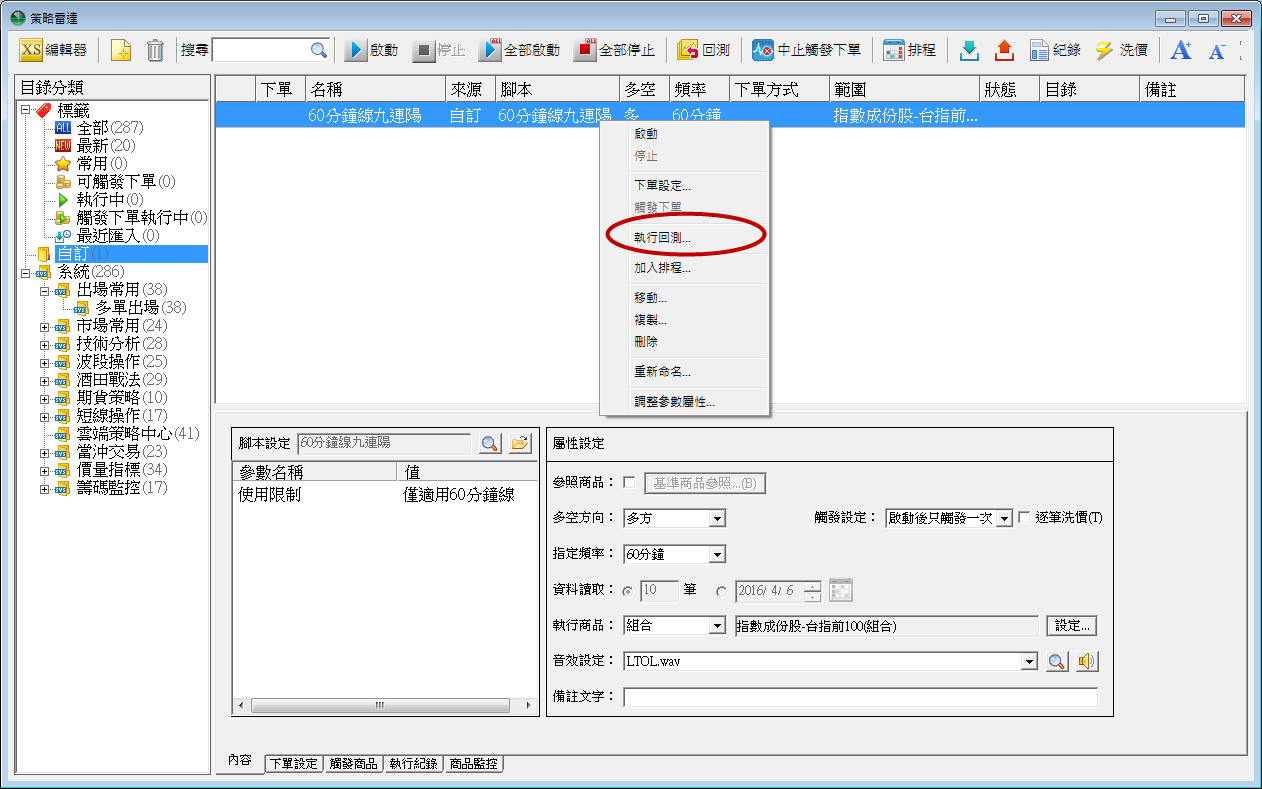 策略雷達
XS 編輯器 搜尋 啟動 停止 ALL 全部啟動 ALL 全部停止 回測 中止觸發下單 排程 紀錄 洗價 A A
目錄分類
標籤
ALL 全部(287)
NEW 最新(20)
常用(0)
可觸發下單(0)
執行中(0)
觸發下單執行中(0)
最近匯入(0)
自訂(1)
sys 系統(286)
sys 出場常用(38)
sys 多單出場(38)
sys 市場常用(24)
sys 技術分析(28)
sys 波段操作(25)
sys 酒田戰法(29)
sys 期貨策略(10)
sys 短線操作(17)
sys 雲端策略中心(41)
sys 當沖交易(23)
sys 價量指標(34)
sys 籌碼監控(17)
下單 名稱 來源 腳本 多空 頻率 下單方式 範圍 狀態 目錄 備註
60分鐘線九連陽 自訂 60分鐘線九連陽 多 60分鐘 指數成份股-台指前...
啟動
停止
下單設定...
觸發下單
執行回測...
加入排程...
移動...
複製...
刪除
重新命名...
調整參數屬性...
腳本設定 60分鐘線九連陽
參數名稱 值
使用限制 僅適用60分鐘線
屬性設定
參照商品： 基準商品參照...(B)
多空方向： 多方 觸發設定： 啟動後只觸發一次 逐筆洗價(T)
指定頻率： 60分鐘
資料讀取： 10 筆 2016/ 4/ 6
執行商品： 組合 指數成份股-台指前100(組合) 設定...
音效設定： LTOL.wav
備註文字：
內容 下單設定 觸發商品 執行紀錄 商品監控